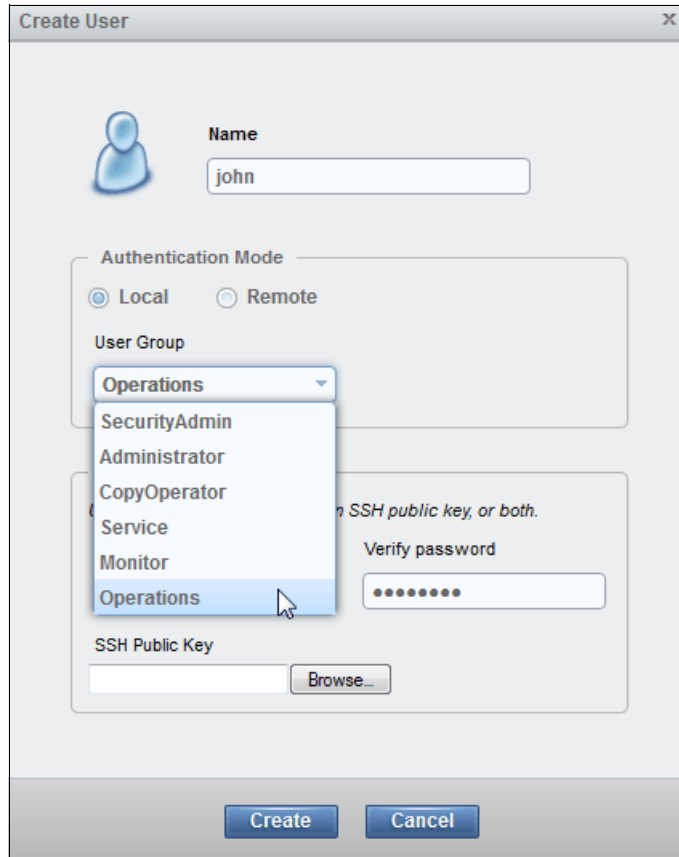 Create User x
Name
john
Authentication Mode
Local Remote
User Group
Operations
SecurityAdmin
Administrator
CopyOperator
Service
Monitor
Operations
SSH public key, or both.
Verify password
SSH Public Key
Browse...
Create Cancel